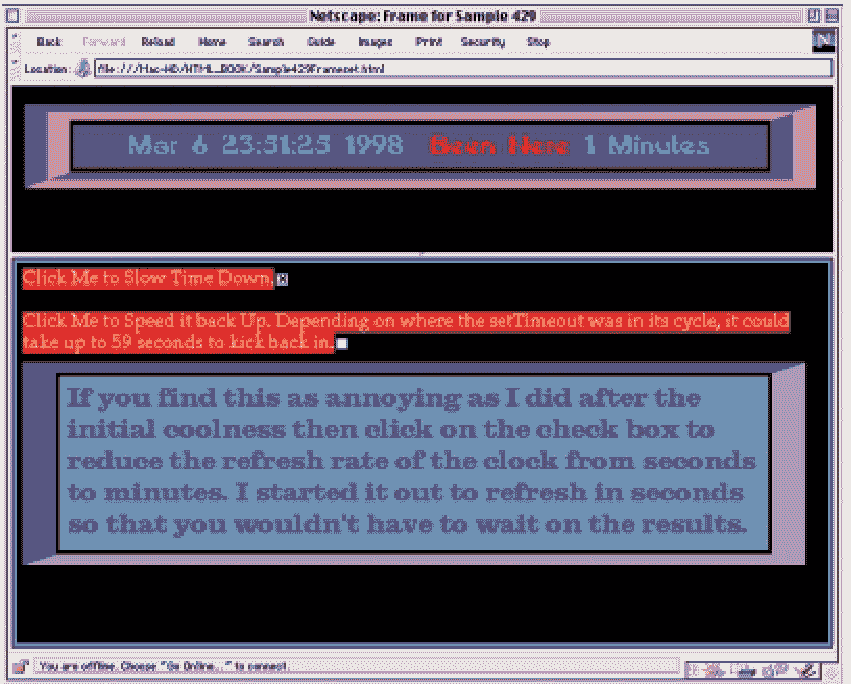 Netscape: Frame for Sample 429
Back Forward Reload Home Search Guide Images Print Security Stop
Location: file:///Mac-HD/HTML_BOOK/Sample429Frameset.html
Mar 6 23:31:25 1998 Been Here 1 Minutes
Click Me to Slow Time Down.
Click Me to Speed it back Up. Depending on where the setTimeout was in its cycle, it could
take up to 59 seconds to kick back in.
If you find this as annoying as I did after the
initial coolness then click on the check box to
reduce the refresh rate of the clock from seconds
to minutes. I started it out to refresh in seconds
so that you wouldn't have to wait on the results.
You are offline. Choose "Go Online..." to connect.